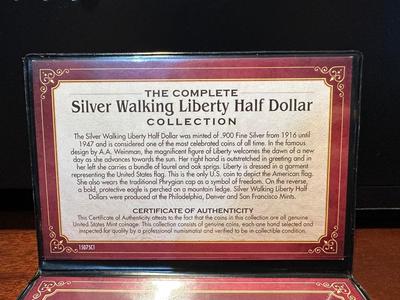 THE COMPLETE
Silver Walking Liberty Half Dollar
COLLECTION
The Silver Walking Liberty Half Dollar was minted of .900 Fine Silver from 1916 until
1947 and is considered one of the most celebrated coins of all time. In the famous
design by A.A. Weinman, the magnificent figure of Liberty welcomes the dawn of a new
day as she advances towards the sun. Her right hand is outstretched in greeting and in
her left she carries a bundle of laurel and oak sprigs. Liberty is dressed in a garment
representing the United States flag. This is the only U.S. coin to depict the American flag.
She also wears the traditional Phrygian cap as a symbol of freedom. On the reverse,
a bold, protective eagle is perched on a mountain ledge. Silver Walking Liberty Half
Dollars were produced at the Philadelphia, Denver and San Francisco Mints.
CERTIFICATE OF AUTHENTICITY
This Certificate of Authenticity attests to the fact that the coins in this collection are all genuine
United States Mint coinage. This collection consists of genuine coins, each one hand selected and
inspected for quality by a professional numismatist and verified to be in collectible condition.
15075C1